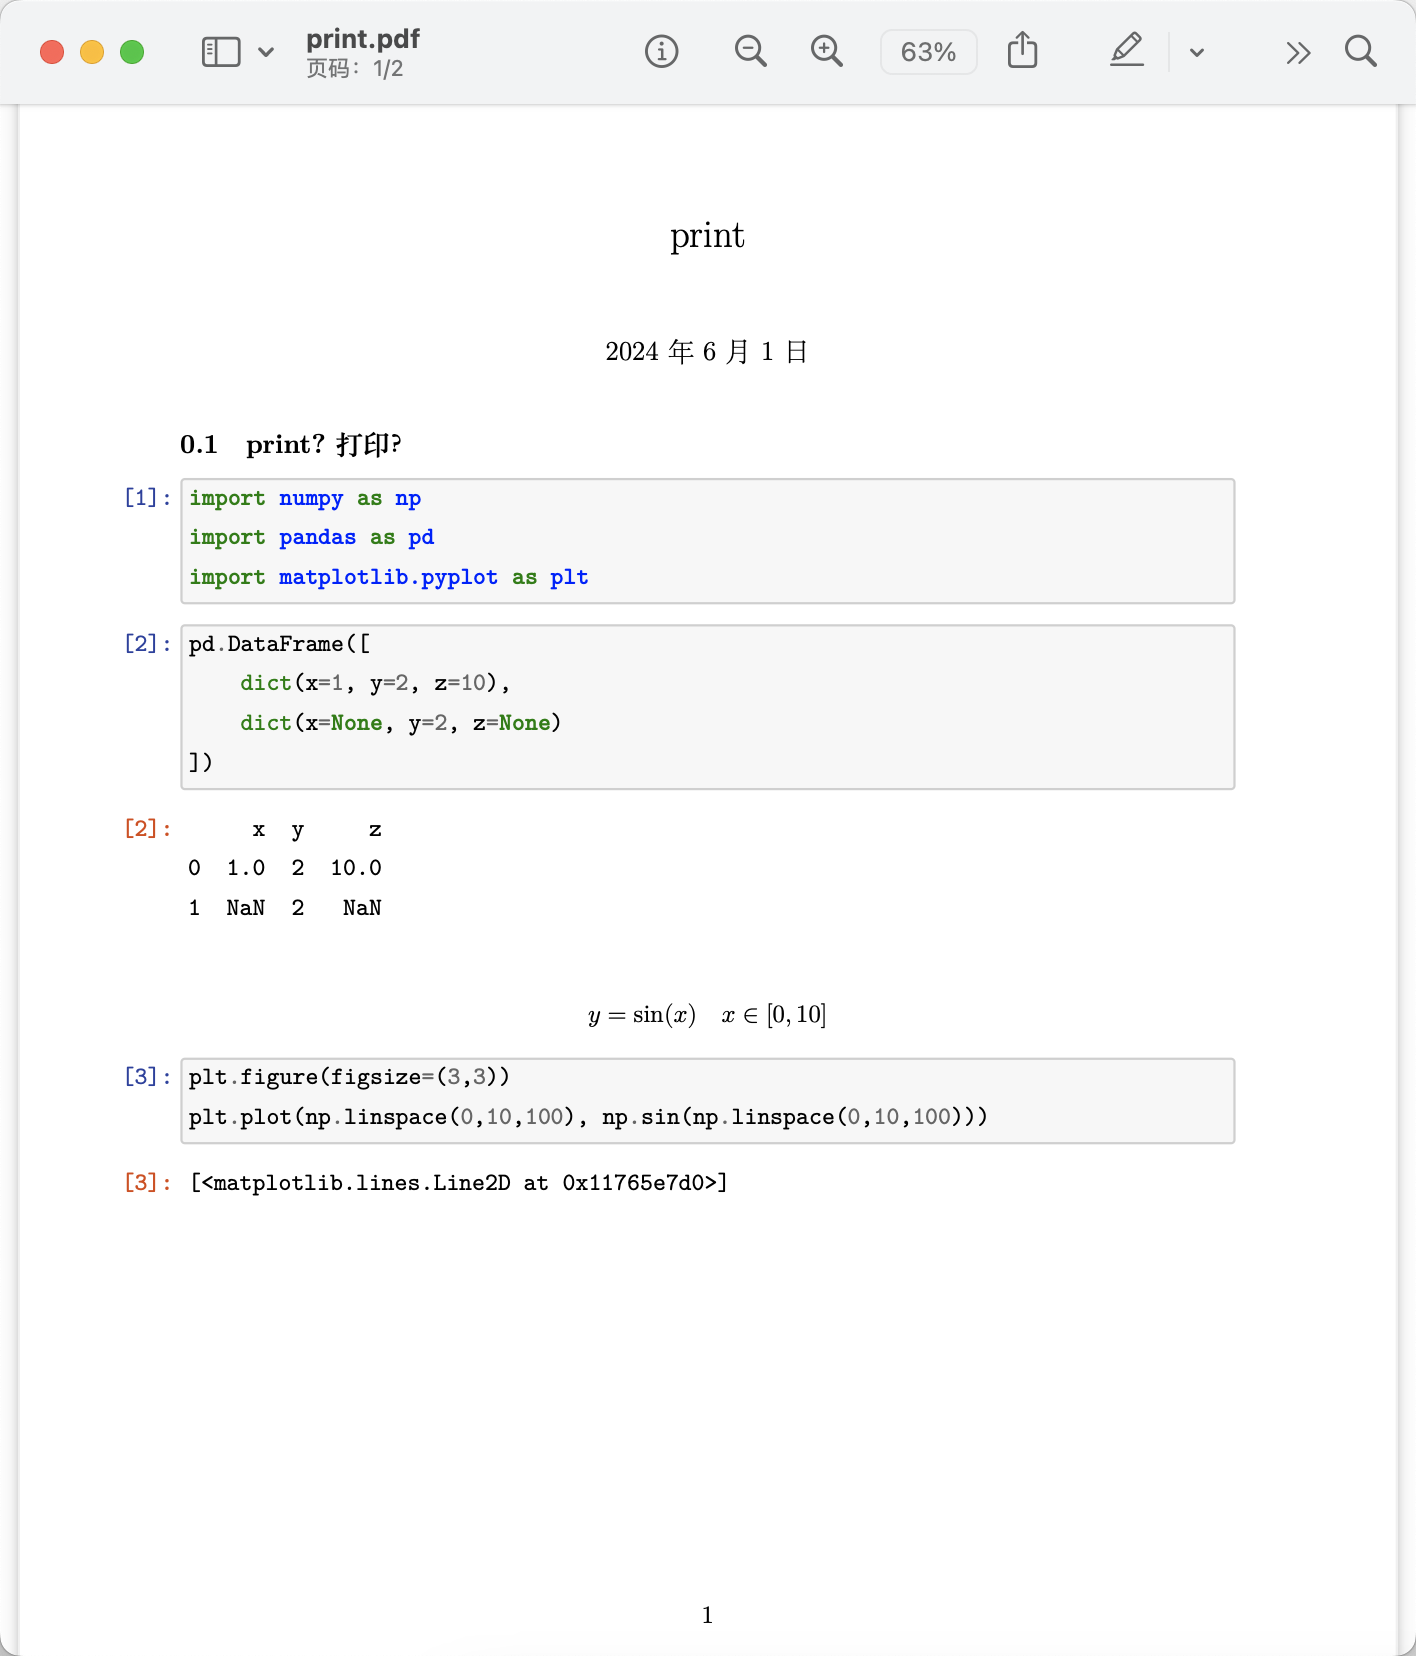 print.pdf
页码：1/2
63%
print
2024 年 6 月 1 日
0.1 print? 打印?
[1]: import numpy as np
import pandas as pd
import matplotlib.pyplot as plt
[2]: pd.DataFrame([
    dict(x=1, y=2, z=10),
    dict(x=None, y=2, z=None)
])
[2]:      x  y     z
0  1.0  2  10.0
1  NaN  2   NaN
y = sin(x)  x ∈ [0, 10]
[3]: plt.figure(figsize=(3,3))
plt.plot(np.linspace(0,10,100), np.sin(np.linspace(0,10,100)))
[3]: [<matplotlib.lines.Line2D at 0x11765e7d0>]
1